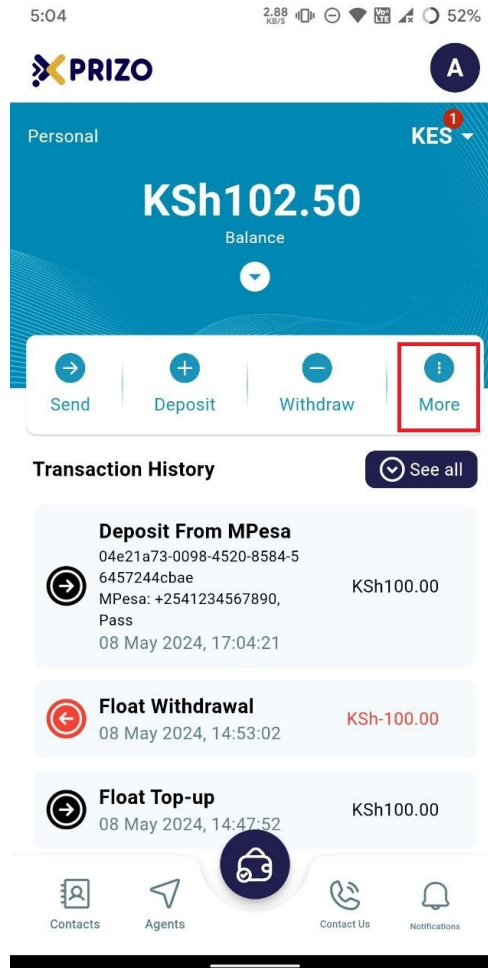 5:04
2.88 KB/S
Vo) LTE
52%
XPRIZO
A
Personal
KES
1
KSh102.50
Balance
Send
Deposit
Withdraw
More
Transaction History
See all
Deposit From MPesa
04e21a73-0098-4520-8584-5
6457244cbae
MPesa: +2541234567890,
Pass
08 May 2024, 17:04:21
KSh100.00
Float Withdrawal
08 May 2024, 14:53:02
KSh-100.00
Float Top-up
08 May 2024, 14:47:52
KSh100.00
Contacts
Agents
Contact Us
Notifications